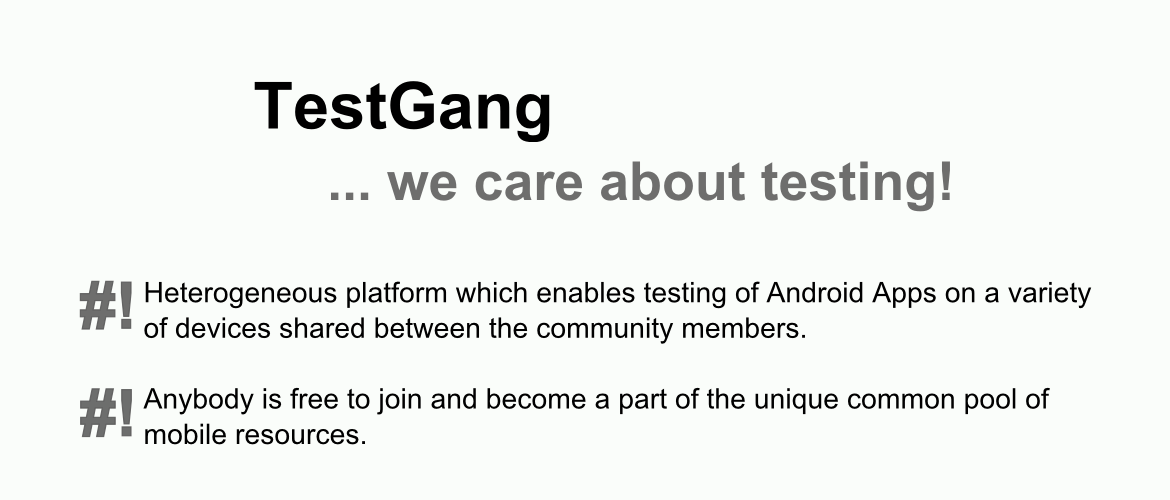 TestGang
... we care about testing!
#! Heterogeneous platform which enables testing of Android Apps on a variety
of devices shared between the community members.
#! Anybody is free to join and become a part of the unique common pool of
mobile resources.